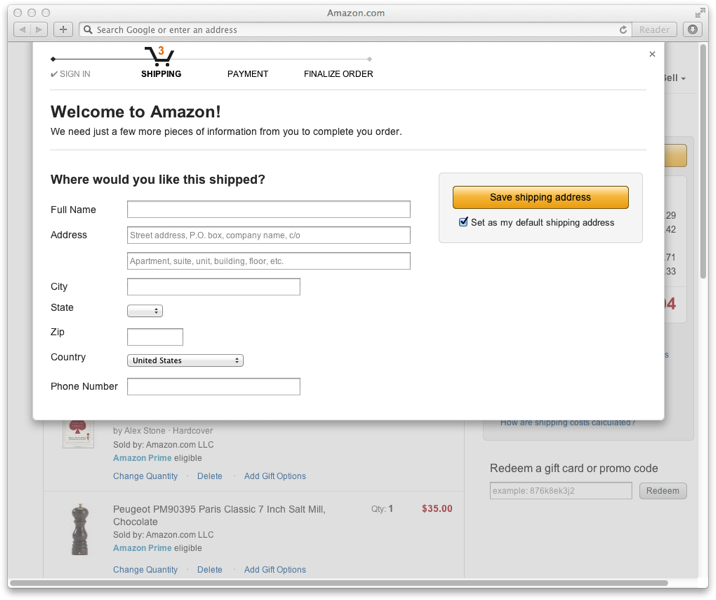 Amazon.com
Search Google or enter an address
Reader
3
✔ SIGN IN
SHIPPING
PAYMENT
FINALIZE ORDER
×
ell
Welcome to Amazon!
We need just a few more pieces of information from you to complete you order.
Where would you like this shipped?
Save shipping address
Set as my default shipping address
Full Name
Address
Street address, P.O. box, company name, c/o
Apartment, suite, unit, building, floor, etc.
City
State
Zip
Country
United States
Phone Number
29
42
71
33
04
s
How are shipping costs calculated?
by Alex Stone · Hardcover
Sold by: Amazon.com LLC
Amazon Prime eligible
Change Quantity · Delete · Add Gift Options
Redeem a gift card or promo code
example: 876k8ek3j2
Redeem
Peugeot PM90395 Paris Classic 7 Inch Salt Mill,
Chocolate
Qty: 1
$35.00
Sold by: Amazon.com LLC
Amazon Prime eligible
Change Quantity · Delete · Add Gift Options